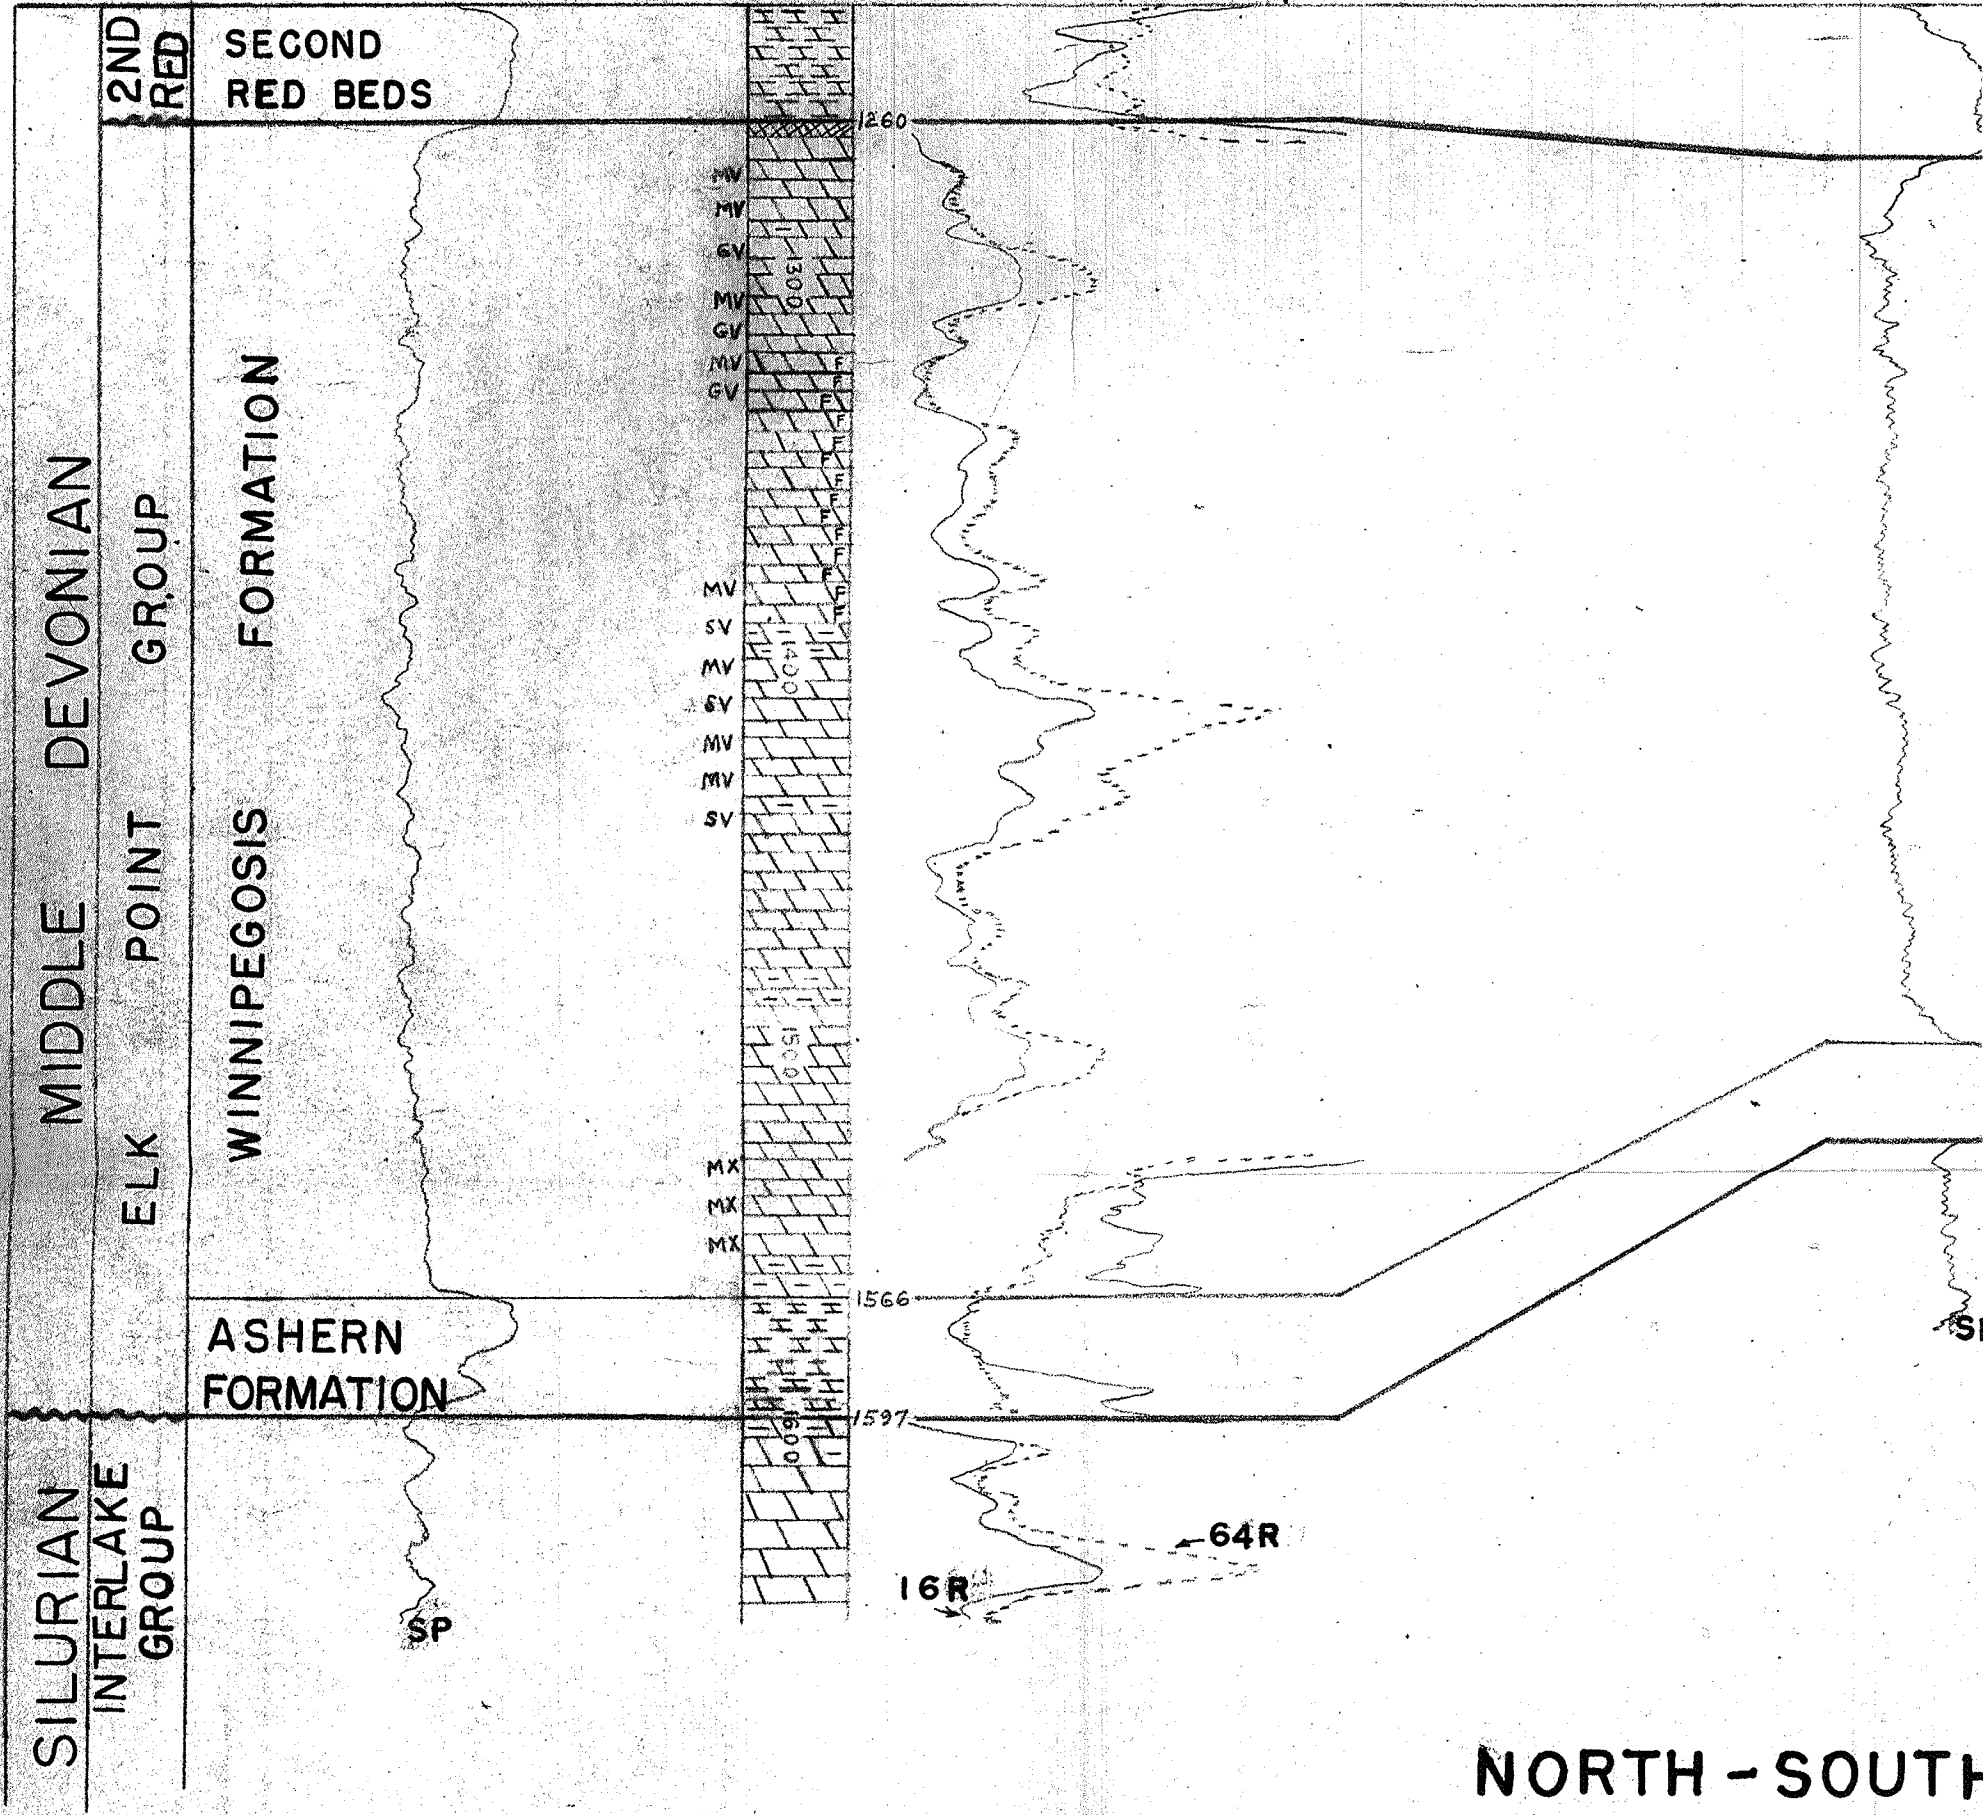 2ND
RED
SECOND
RED BEDS
1260
MV
MV
GV
1300
MV
GV
MV
GV
F
F
F
F
F
F
F
F
F
F
F
F
F
F
MV
SV
1400
MV
SV
MV
MV
SV
1500
MX
MX
MX
1566
ASHERN
FORMATION
1597
1600
MIDDLE DEVONIAN
ELK POINT GROUP
WINNIPEGOSIS FORMATION
SILURIAN
INTERLAKE
GROUP
SP
64R
16R
NORTH - SOUTH